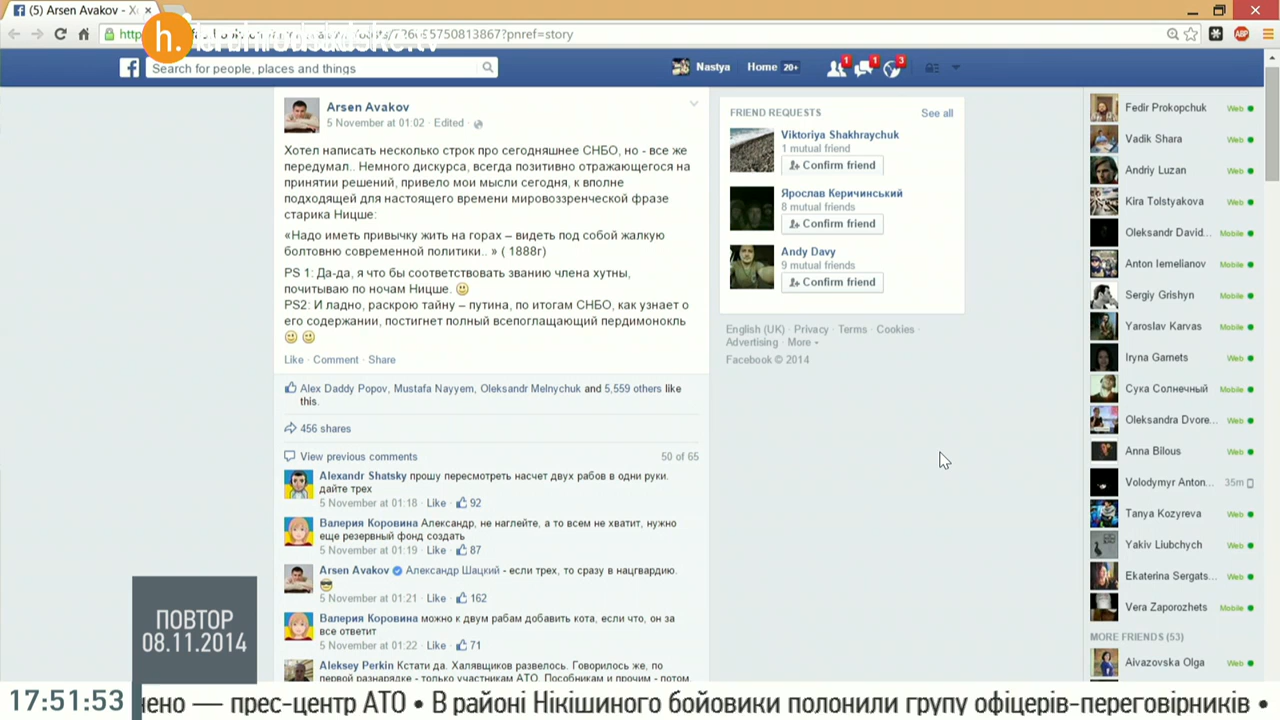 (5) Arsen Avakov - X
h.
Search for people, places and things
Nastya
Home 20+
1
1
3
Arsen Avakov
5 November at 01:02 · Edited ·
Хотел написать несколько строк про сегодняшнее СНБО, но - все же
передумал.. Немного дискурса, всегда позитивно отражающегося на
принятии решений, привело мои мысли сегодня, к вполне
подходящей для настоящего времени мировоззренческой фразе
старика Ницше:
«Надо иметь привычку жить на горах – видеть под собой жалкую
болтовню современной политики.. » ( 1888г)
PS 1: Да-да, я что бы соответствовать званию члена хутны,
почитываю по ночам Ницше.
PS2: И ладно, раскрою тайну – путина, по итогам СНБО, как узнает о
его содержании, постигнет полный всепоглащающий пердимонокль
Like · Comment · Share
Alex Daddy Popov, Mustafa Nayyem, Oleksandr Melnychuk and 5,559 others like
this.
456 shares
View previous comments 50 of 65
Alexandr Shatsky прошу пересмотреть насчет двух рабов в одни руки.
дайте трех
5 November at 01:18 · Like · 92
Валерия Коровина Александр, не наглейте, а то всем не хватит, нужно
еще резервный фонд создать
5 November at 01:19 · Like · 87
Arsen Avakov Александр Шацкий - если трех, то сразу в нацгвардию.
5 November at 01:21 · Like · 162
Валерия Коровина можно к двум рабам добавить кота, если что, он за
все ответит
5 November at 01:22 · Like · 71
Aleksey Perkin Кстати да. Халявщиков развелось. Говорилось же, по
первой разнарядке - только участникам АТО. Пособникам и прочим - потом
FRIEND REQUESTS See all
Viktoriya Shakhraychuk
1 mutual friend
Confirm friend
Ярослав Керичинський
8 mutual friends
Confirm friend
Andy Davy
9 mutual friends
Confirm friend
English (UK) · Privacy · Terms · Cookies ·
Advertising · More
Facebook © 2014
Fedir Prokopchuk Web
Vadik Shara Web
Andriy Luzan Web
Kira Tolstyakova Web
Oleksandr David... Mobile
Anton Iemelianov Mobile
Sergiy Grishyn Mobile
Yaroslav Karvas Mobile
Iryna Gamets Web
Сука Солнечный Mobile
Oleksandra Dvore... Web
Anna Bilous Web
Volodymyr Anton... 35m
Tanya Kozyreva Web
Yakiv Liubchych Web
Ekaterina Sergats... Web
Vera Zaporozhets Mobile
MORE FRIENDS (53)
Aivazovska Olga Web
ПОВТОР
08.11.2014
17:51:53 нено — прес-центр АТО • В районі Нікішиного бойовики полонили групу офіцерів-переговірників •